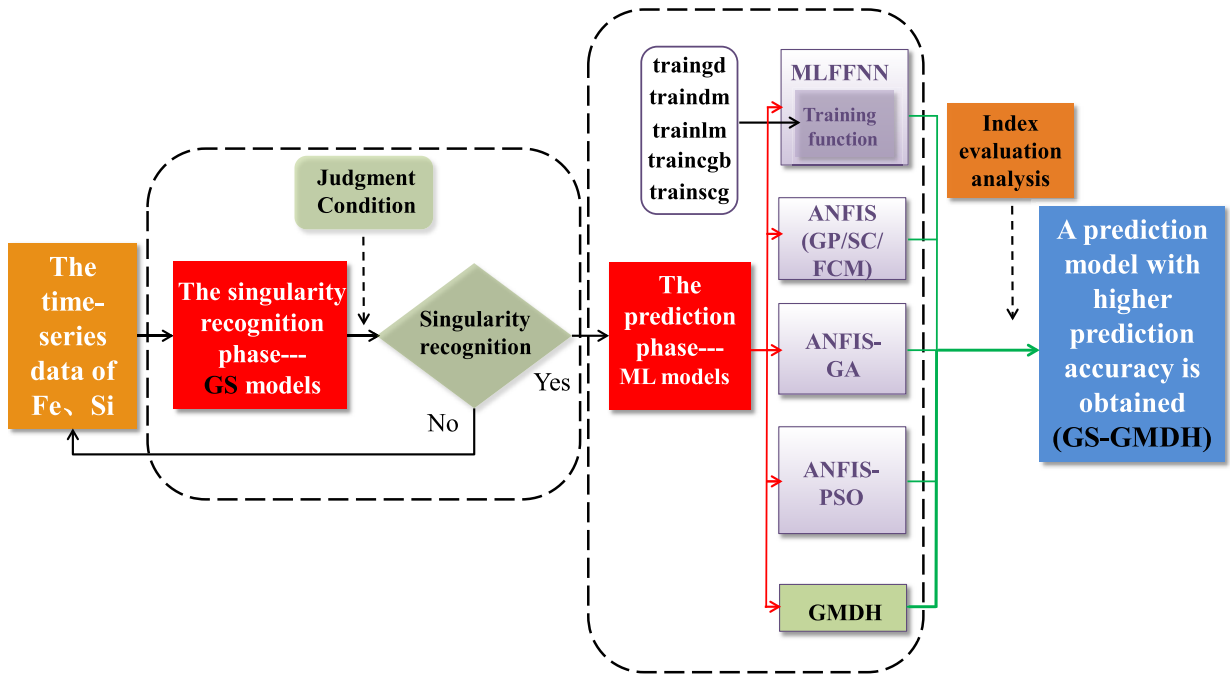 The
time-
series
data of
Fe、Si
The singularity
recognition
phase---
GS models
Judgment
Condition
Singularity
recognition
Yes
No
The
prediction
phase---
ML models
traingd
traindm
trainlm
traincgb
trainscg
MLFFNN
Training
function
ANFIS
(GP/SC/
FCM)
ANFIS-
GA
ANFIS-
PSO
GMDH
Index
evaluation
analysis
A prediction
model with
higher
prediction
accuracy is
obtained
(GS-GMDH)